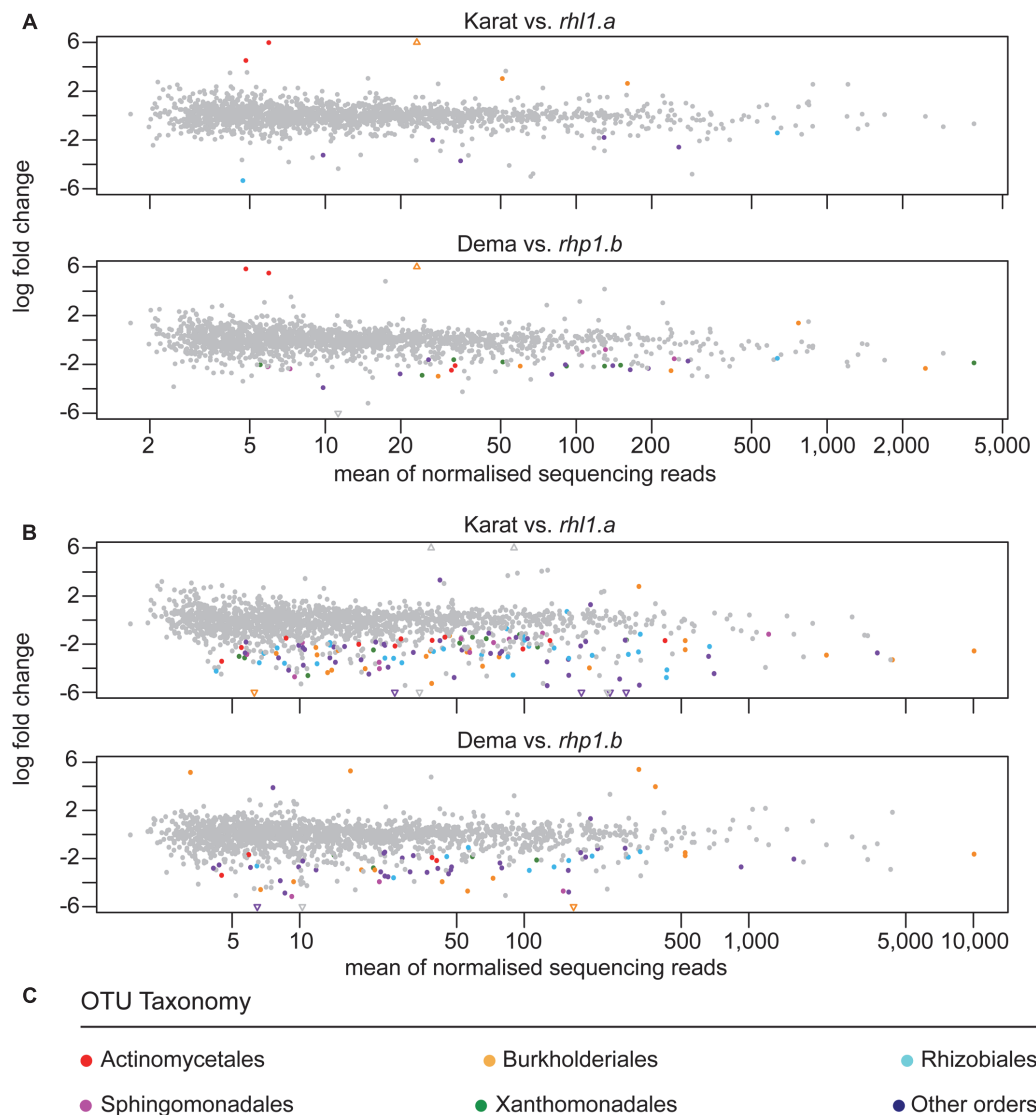 A
Karat vs. rhl1.a
6
2
-2
-6
log fold change
Dema vs. rhp1.b
6
2
-2
-6
2 5 10 20 50 100 200 500 1,000 2,000 5,000
mean of normalised sequencing reads
B
Karat vs. rhl1.a
6
2
-2
-6
log fold change
Dema vs. rhp1.b
6
2
-2
-6
5 10 50 100 500 1,000 5,000 10,000
mean of normalised sequencing reads
C
OTU Taxonomy
Actinomycetales Burkholderiales Rhizobiales
Sphingomonadales Xanthomonadales Other orders